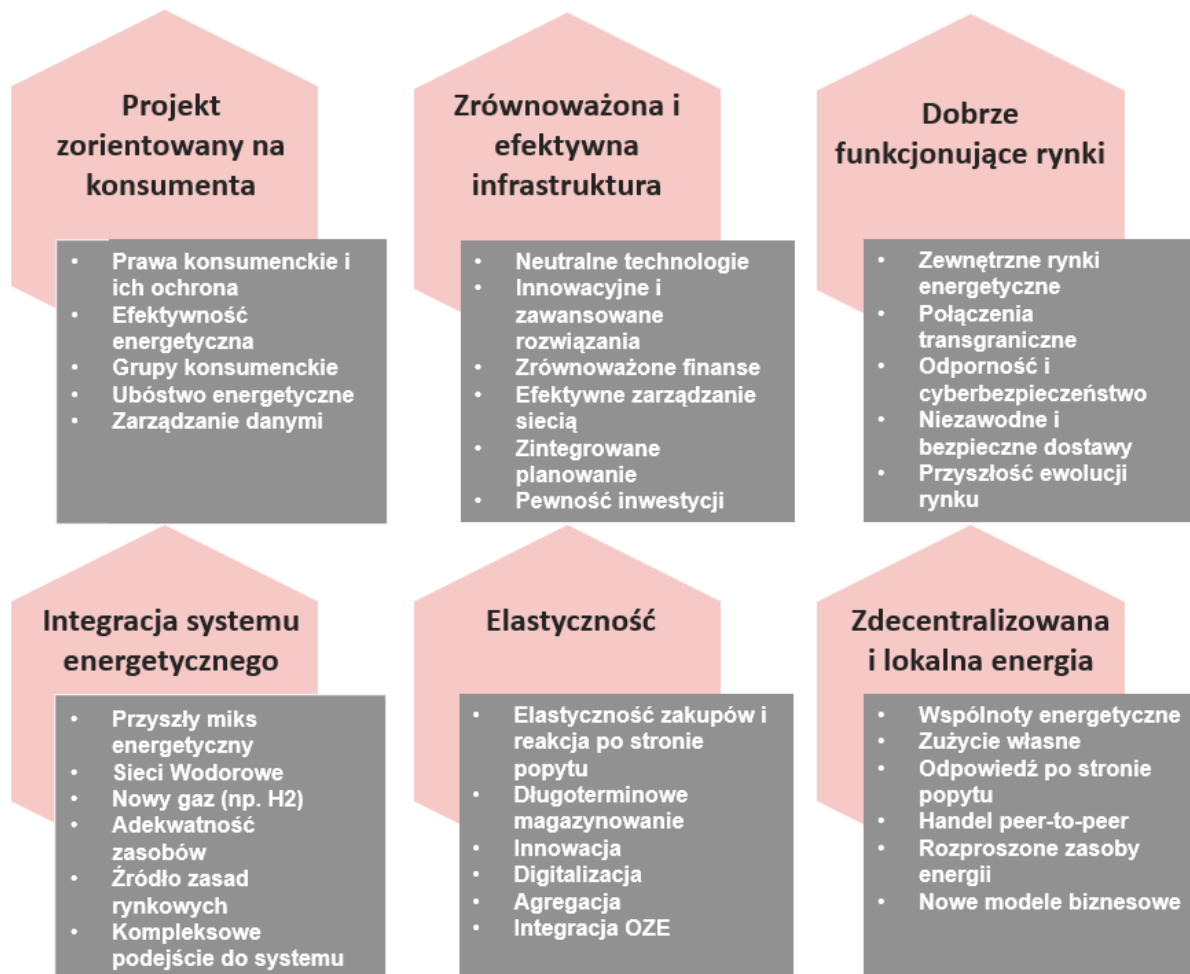 Projekt
zorientowany na
konsumenta
• Prawa konsumenckie i
ich ochrona
• Efektywność
energetyczna
• Grupy konsumenckie
• Ubóstwo energetyczne
• Zarządzanie danymi
Zrównoważona i
efektywna
infrastruktura
• Neutralne technologie
• Innowacyjne i
zawansowane
rozwiązania
• Zrównoważone finanse
• Efektywne zarządzanie
siecią
• Zintegrowane
planowanie
• Pewność inwestycji
Dobrze
funkcjonujące rynki
• Zewnętrzne rynki
energetyczne
• Połączenia
transgraniczne
• Odporność i
cyberbezpieczeństwo
• Niezawodne i
bezpieczne dostawy
• Przyszłość ewolucji
rynku
Integracja systemu
energetycznego
• Przyszły miks
energetyczny
• Sieci Wodorowe
• Nowy gaz (np. H2)
• Adekwatność
zasobów
• Źródło zasad
rynkowych
• Kompleksowe
podejście do systemu
Elastyczność
• Elastyczność zakupów i
reakcja po stronie
popytu
• Długoterminowe
magazynowanie
• Innowacja
• Digitalizacja
• Agregacja
• Integracja OZE
Zdecentralizowana
i lokalna energia
• Wspólnoty energetyczne
• Zużycie własne
• Odpowiedź po stronie
popytu
• Handel peer-to-peer
• Rozproszone zasoby
energii
• Nowe modele biznesowe